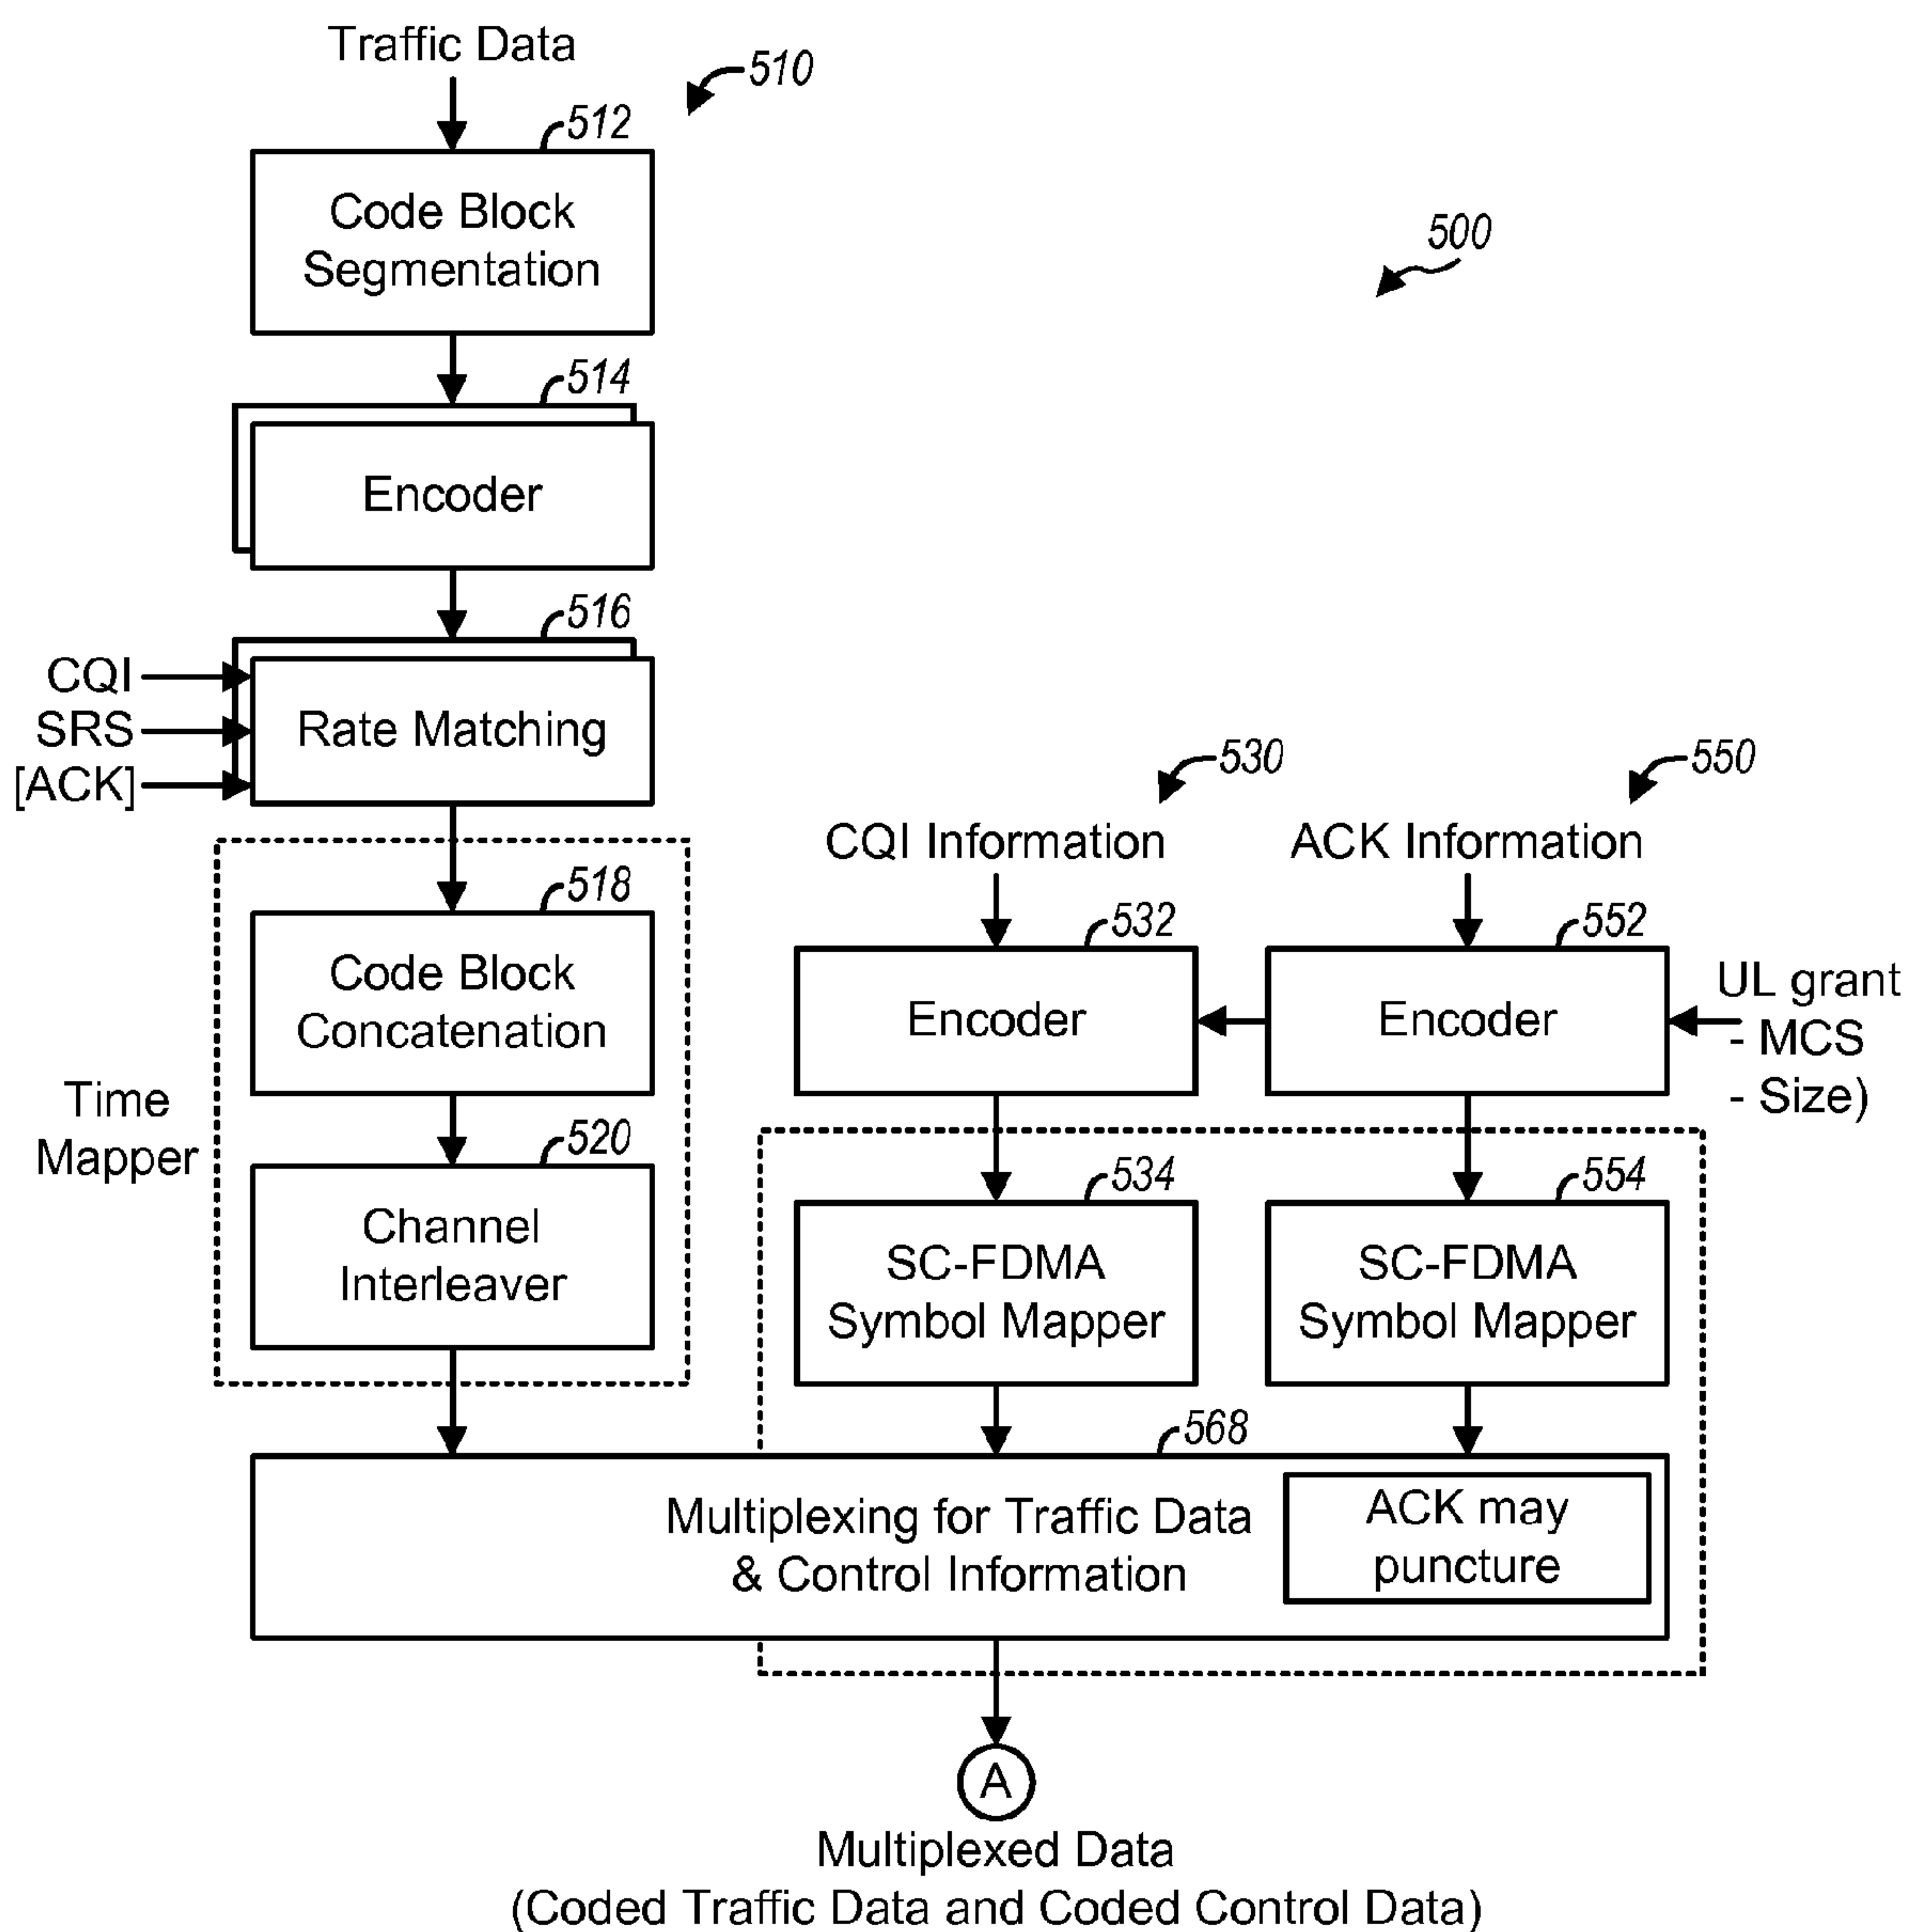 Traffic Data
510
512
Code Block
Segmentation
500
514
Encoder
516
CQI
SRS
[ACK]
Rate Matching
530
550
CQI Information
ACK Information
518
Code Block
Concatenation
532
Encoder
552
Encoder
UL grant
- MCS
- Size)
Time
Mapper
520
Channel
Interleaver
534
SC-FDMA
Symbol Mapper
554
SC-FDMA
Symbol Mapper
568
Multiplexing for Traffic Data
& Control Information
ACK may
puncture
A
Multiplexed Data
(Coded Traffic Data and Coded Control Data)